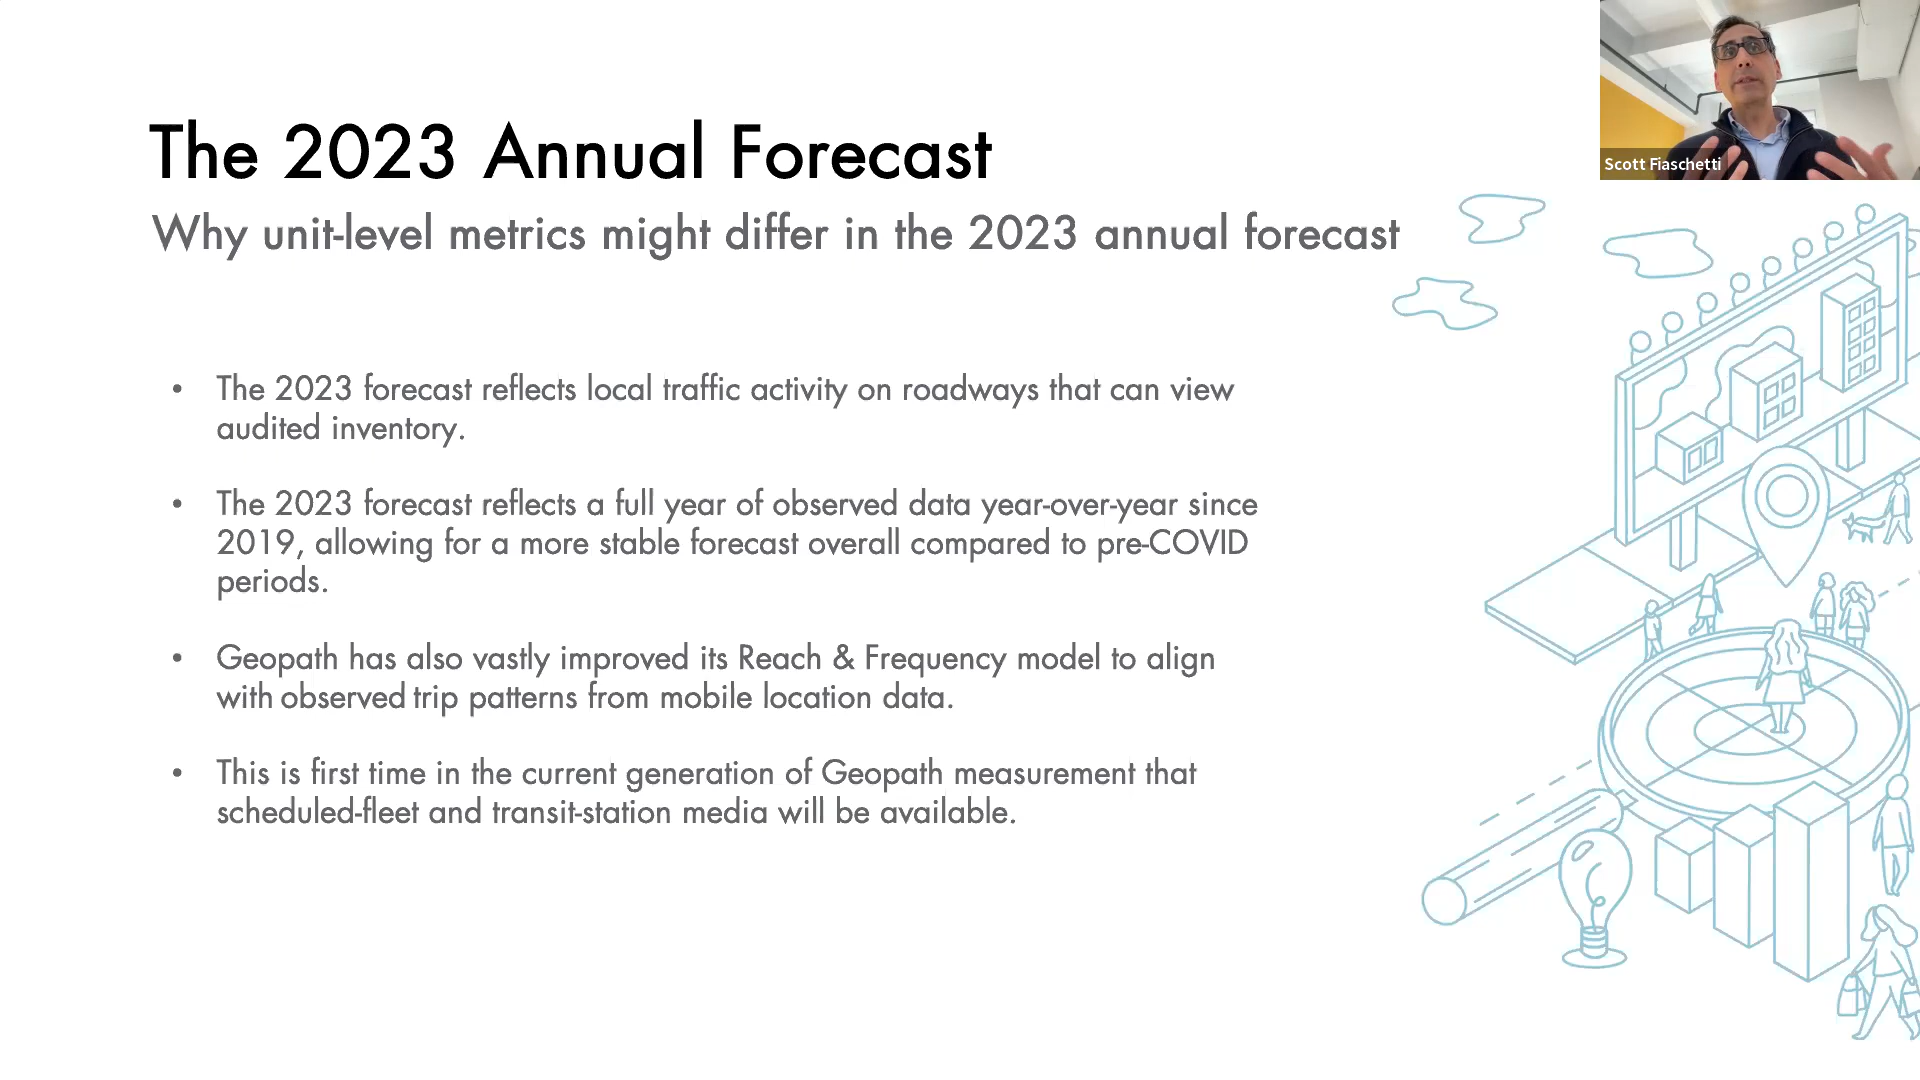 The 2023 Annual Forecast
Why unit-level metrics might differ in the 2023 annual forecast
• The 2023 forecast reflects local traffic activity on roadways that can view
audited inventory.
• The 2023 forecast reflects a full year of observed data year-over-year since
2019, allowing for a more stable forecast overall compared to pre-COVID
periods.
• Geopath has also vastly improved its Reach & Frequency model to align
with observed trip patterns from mobile location data.
• This is first time in the current generation of Geopath measurement that
scheduled-fleet and transit-station media will be available.
Scott Fiaschetti